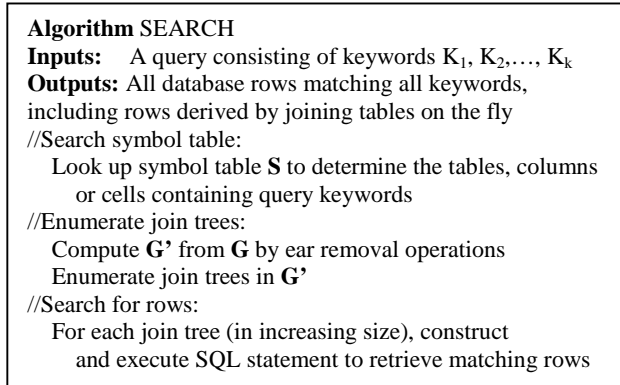 Algorithm SEARCH
Inputs: A query consisting of keywords K₁, K₂,…, Kₖ
Outputs: All database rows matching all keywords,
including rows derived by joining tables on the fly
//Search symbol table:
Look up symbol table S to determine the tables, columns
or cells containing query keywords
//Enumerate join trees:
Compute G’ from G by ear removal operations
Enumerate join trees in G’
//Search for rows:
For each join tree (in increasing size), construct
and execute SQL statement to retrieve matching rows